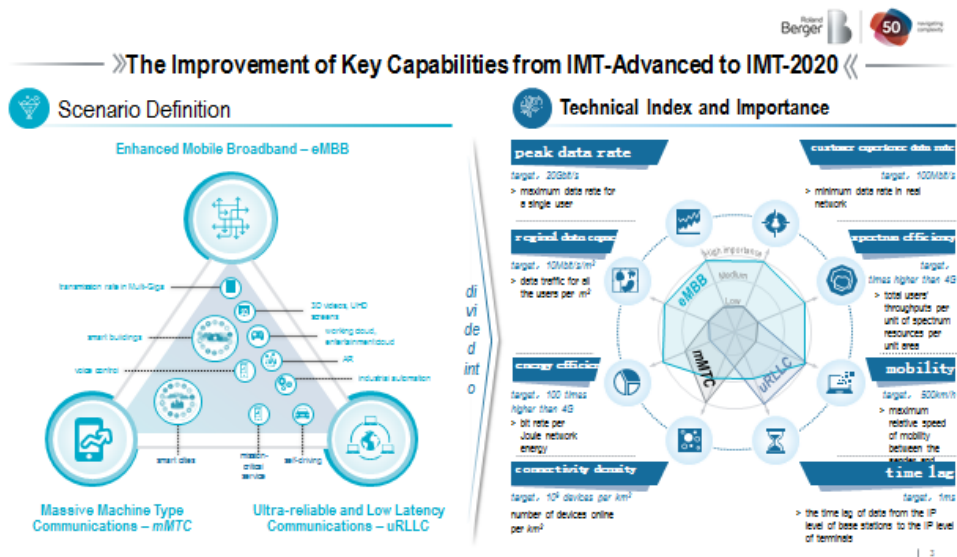 Roland
Berger
50
navigating
complexity
The Improvement of Key Capabilities from IMT-Advanced to IMT-2020
Scenario Definition
Enhanced Mobile Broadband – eMBB
transmission rate in Multi-Giga
3D videos, UHD
screens
smart buildings
working cloud,
entertainment cloud
AR
voice control
industrial automation
smart cities
mission-
critical
service
self-driving
Massive Machine Type
Communications – mMTC
Ultra-reliable and Low Latency
Communications – uRLLC
di
vi
de
d
int
o
Technical Index and Importance
peak data rate
target, 20Gbit/s
> maximum data rate for
a single user
customer experience data rate
target, 100Mbit/s
> minimum data rate in real
network
regional data capac
target, 10Mbit/s/m²
> data traffic for all
the users per m²
spectrum efficiency
target,
times higher than 4G
> total users'
throughputs per
unit of spectrum
resources per
unit area
High importance
Medium
Low
eMBB
mMTC
uRLLC
energy efficienc
target, 100 times
higher than 4G
> bit rate per
Joule network
energy
mobility
target, 500km/h
> maximum
relative speed
of mobility
between the
sender and
connectivity density
target, 10⁶ devices per km²
number of devices online
per km²
time lag
target, 1ms
> the time lag of data from the IP
level of base stations to the IP level
of terminals
3